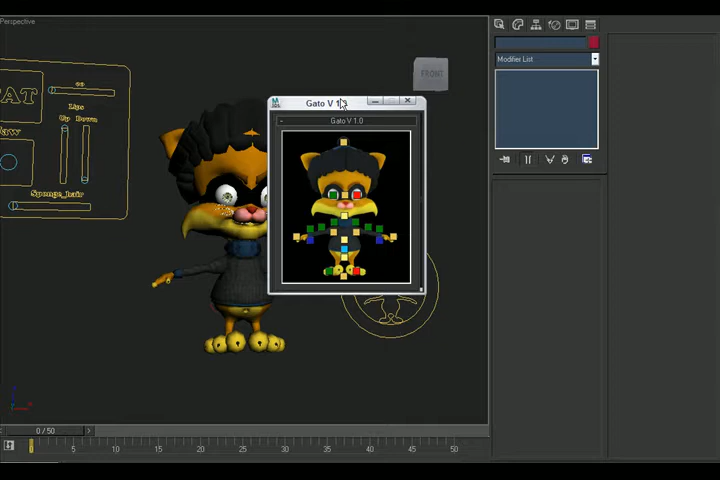 Perspective
Gato V 1.0
Gato V 1.0
FRONT
Modifier List
Lips
Up Down
Sponge_hair
0 / 50
0 5 10 15 20 25 30 35 40 45 50